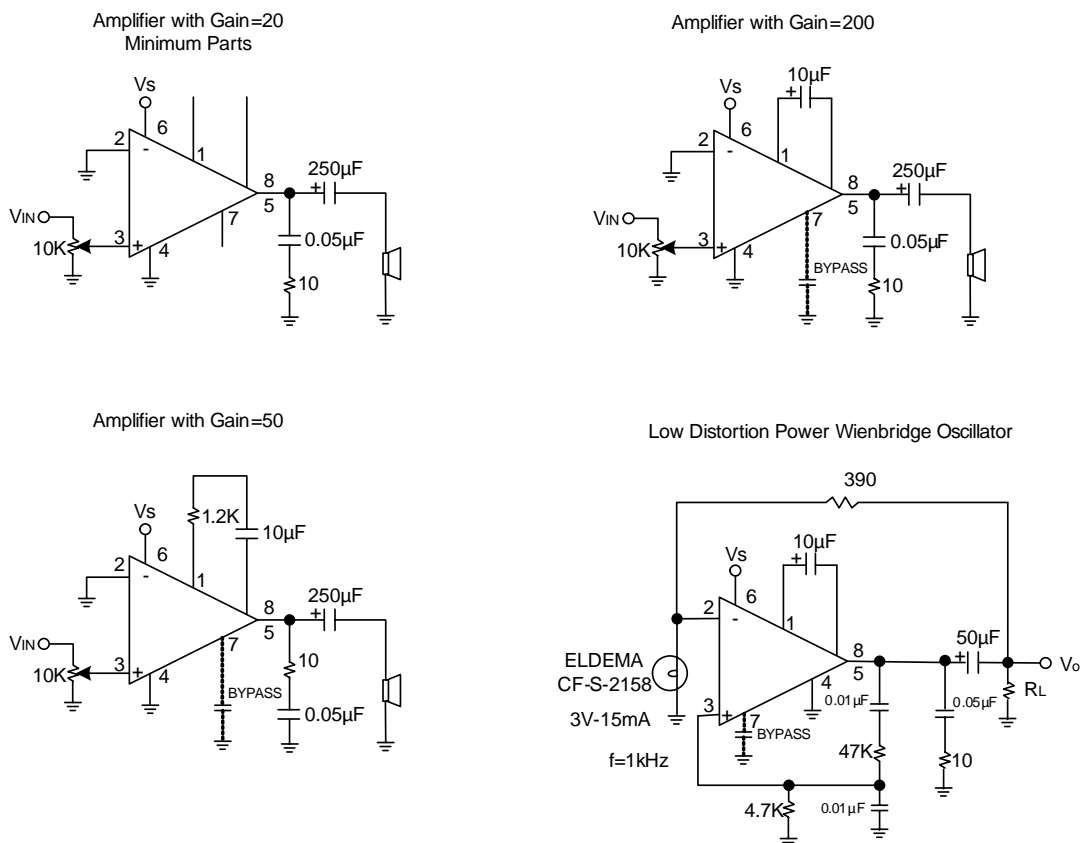 Amplifier with Gain=20
Minimum Parts
Vs
6
2
-
1
8
5
7
250µF
VIN
10K
3
+
4
0.05µF
10
Amplifier with Gain=200
10µF
Vs
6
2
-
1
8
5
7
250µF
VIN
10K
3
+
4
BYPASS
0.05µF
10
Amplifier with Gain=50
Vs
1.2K
10µF
6
2
-
1
8
5
7
250µF
VIN
10K
3
+
4
BYPASS
10
0.05µF
Low Distortion Power Wienbridge Oscillator
390
Vs
10µF
6
2
-
1
8
5
50µF
Vo
ELDEMA
CF-S-2158
3V-15mA
f=1kHz
3
+
7
4
BYPASS
0.01µF
0.05µF
RL
47K
10
4.7K
0.01µF